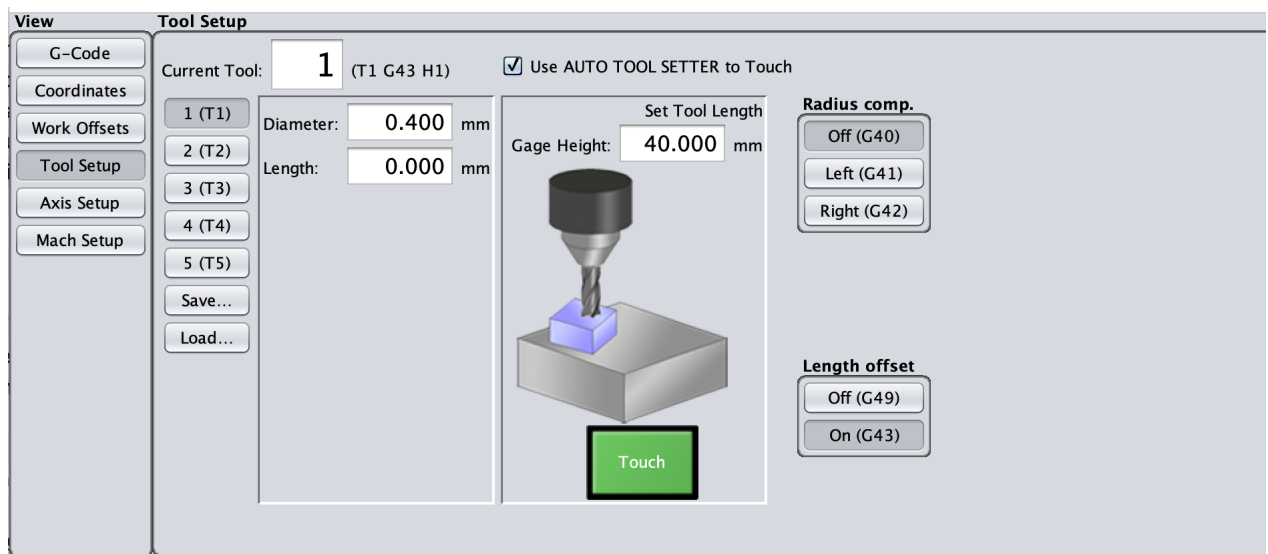 View
G-Code
Coordinates
Work Offsets
Tool Setup
Axis Setup
Mach Setup
Tool Setup
Current Tool: 1 (T1 G43 H1)
Use AUTO TOOL SETTER to Touch
1 (T1)
2 (T2)
3 (T3)
4 (T4)
5 (T5)
Save...
Load...
Diameter: 0.400 mm
Length: 0.000 mm
Set Tool Length
Gage Height: 40.000 mm
Touch
Radius comp.
Off (G40)
Left (G41)
Right (G42)
Length offset
Off (G49)
On (G43)